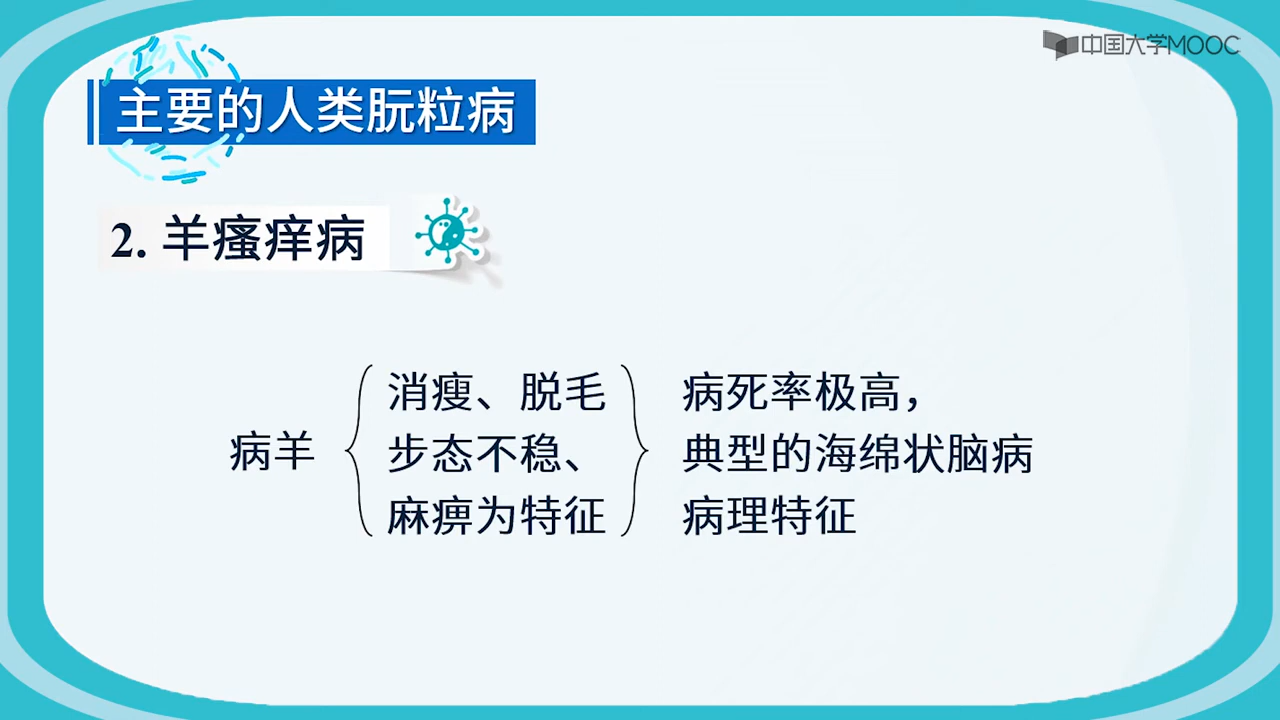 中国大学MOOC
主要的人类朊粒病
2. 羊瘙痒病
病羊
消瘦、脱毛
步态不稳、
麻痹为特征
病死率极高，
典型的海绵状脑病
病理特征